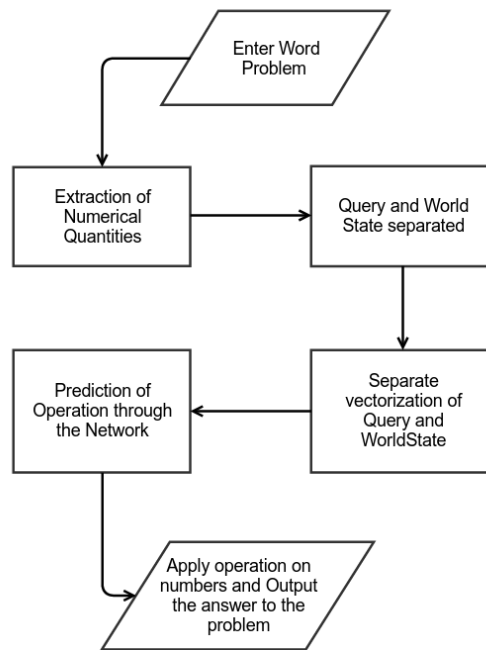 Enter Word
Problem
Extraction of
Numerical
Quantities
Query and World
State separated
Separate
vectorization of
Query and
WorldState
Prediction of
Operation through
the Network
Apply operation on
numbers and Output
the answer to the
problem